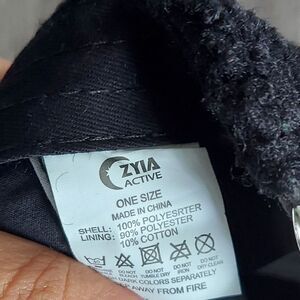 ZYIA
ACTIVE
ONE SIZE
MADE IN CHINA
SHELL: 100% POLYESRTER
LINING: 90% POLYESTER
10% COTTON
DO NOT BLEACH
DO NOT TUMBLE DRY
DO NOT IRON
DO NOT DRY CLEAN
COLORS SEPARATELY
AWAY FROM FIRE